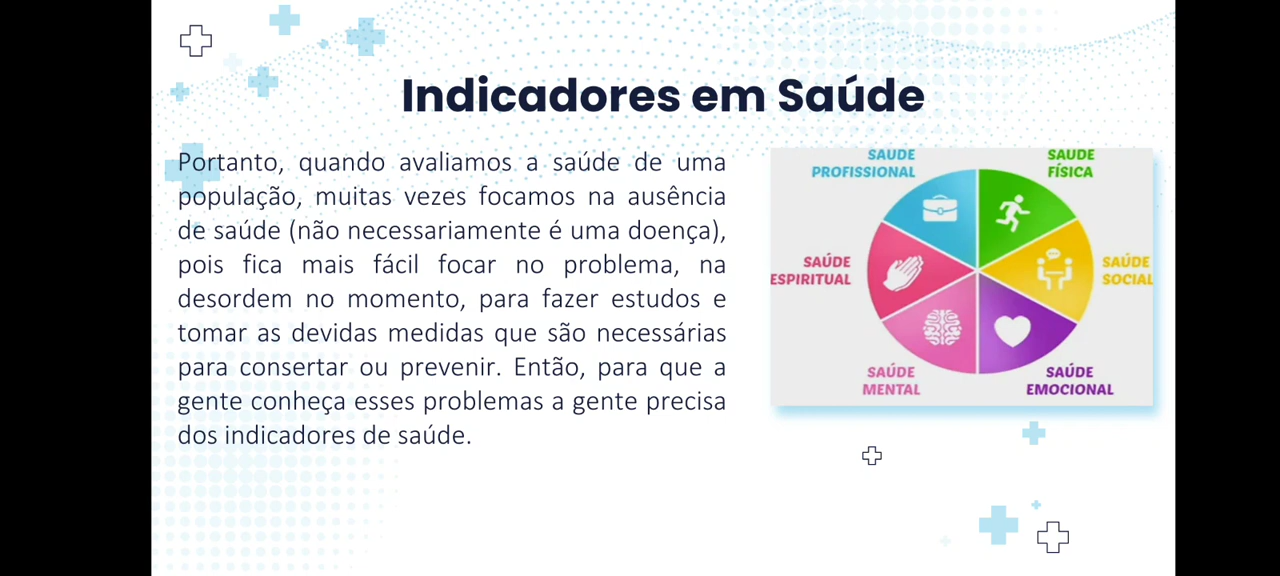 Indicadores em Saúde
Portanto, quando avaliamos a saúde de uma
população, muitas vezes focamos na ausência
de saúde (não necessariamente é uma doença),
pois fica mais fácil focar no problema, na
desordem no momento, para fazer estudos e
tomar as devidas medidas que são necessárias
para consertar ou prevenir. Então, para que a
gente conheça esses problemas a gente precisa
dos indicadores de saúde.
SAUDE
PROFISSIONAL
SAUDE
FÍSICA
SAÚDE
ESPIRITUAL
SAÚDE
SOCIAL
SAÚDE
MENTAL
SAÚDE
EMOCIONAL